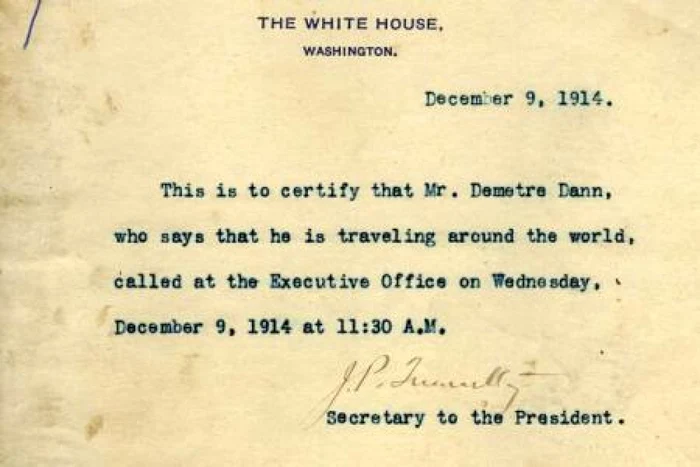 THE WHITE HOUSE,
WASHINGTON.
December 9, 1914.
This is to certify that Mr. Demetre Dann,
who says that he is traveling around the world,
called at the Executive Office on Wednesday,
December 9, 1914 at 11:30 A.M.
J.P. Tumulty
Secretary to the President.